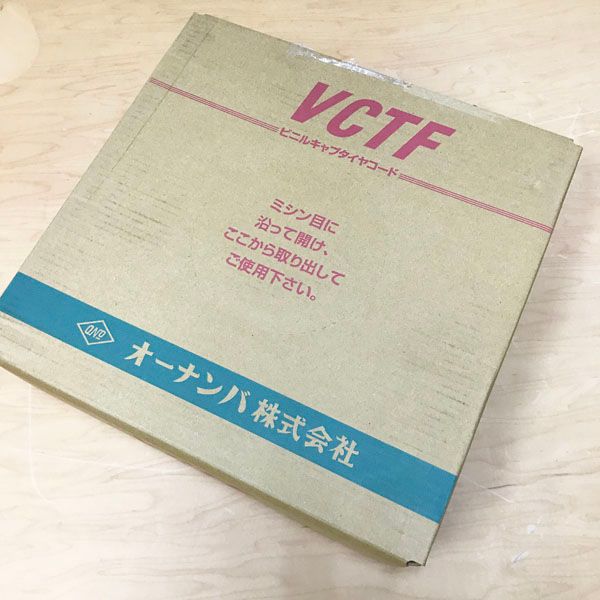 VCTF
ビニルキャブタイヤコード
ミシン目に
沿って開け、
ここから取り出して
ご使用下さい。
オーナンバ株式会社